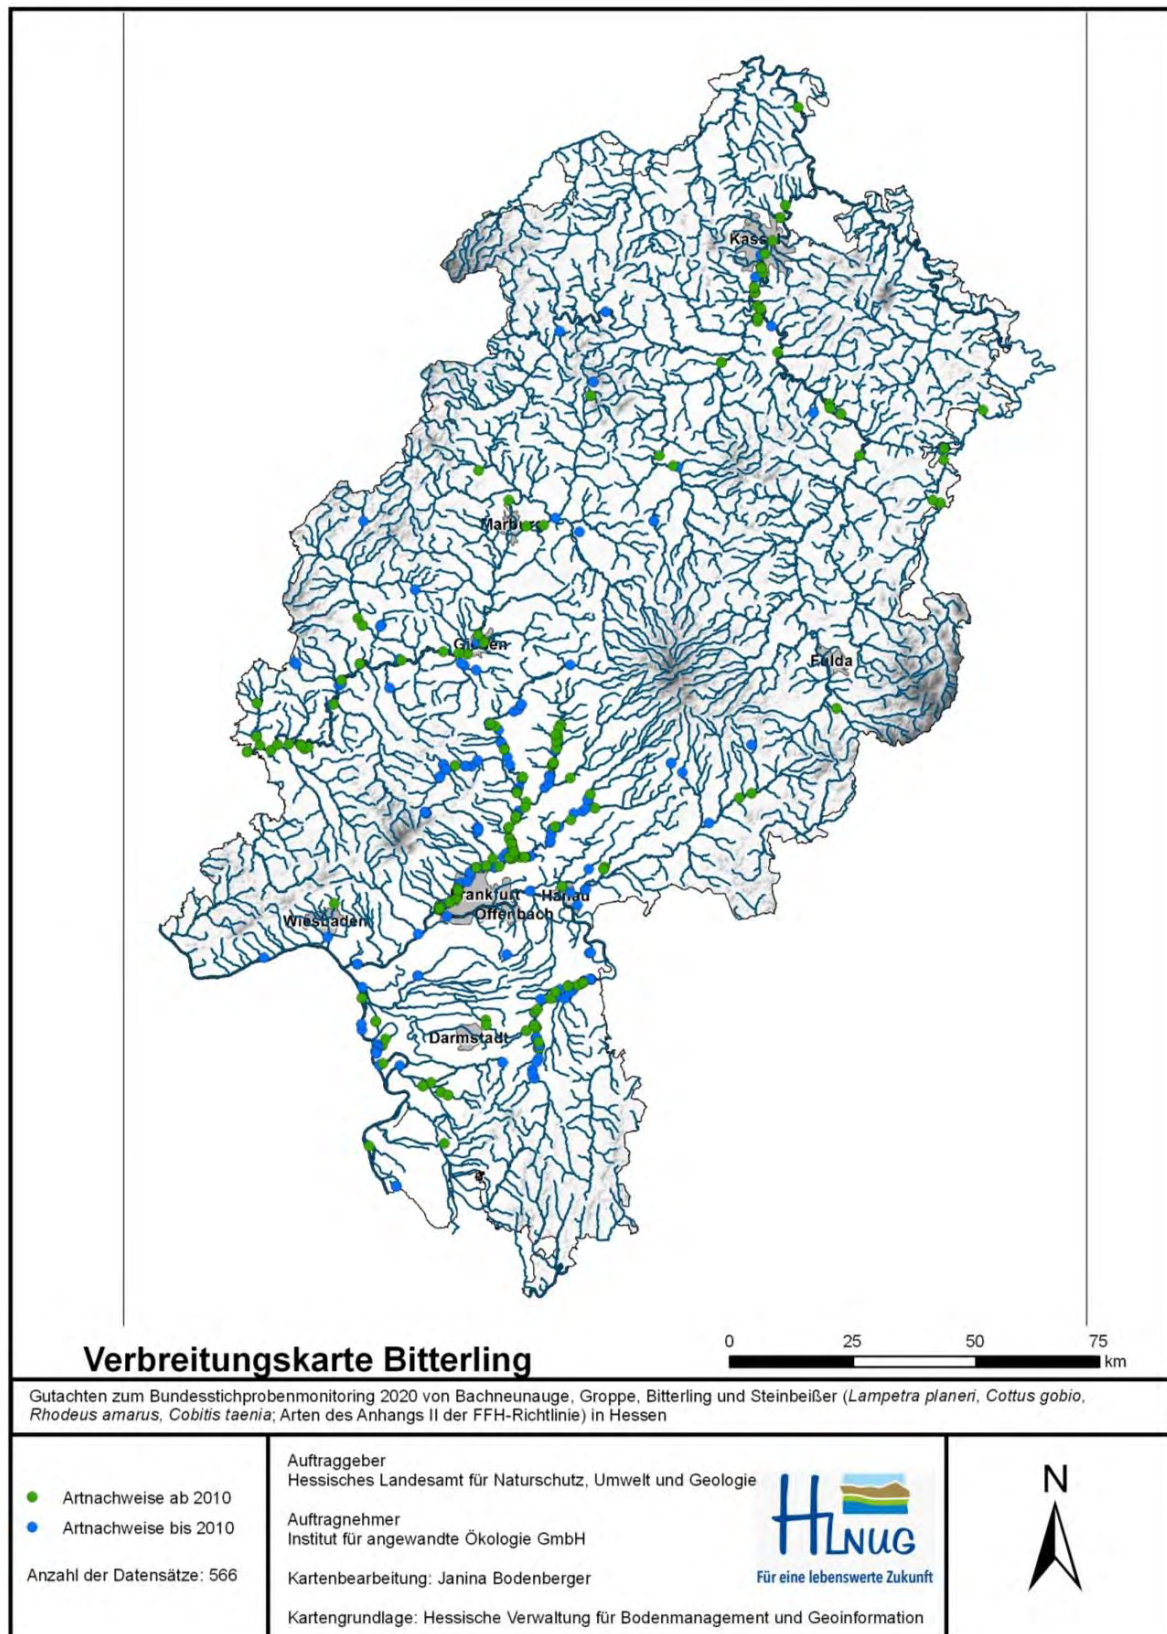 Kassel
Marburg
Gießen
Fulda
Frankfurt
Hanau
Offenbach
Wiesbaden
Darmstadt
Verbreitungskarte Bitterling
0 25 50 75
km
Gutachten zum Bundesstichprobenmonitoring 2020 von Bachneunauge, Groppe, Bitterling und Steinbeißer (Lampetra planeri, Cottus gobio,
Rhodeus amarus, Cobitis taenia; Arten des Anhangs II der FFH-Richtlinie) in Hessen
Artnachweise ab 2010
Artnachweise bis 2010
Anzahl der Datensätze: 566
Auftraggeber
Hessisches Landesamt für Naturschutz, Umwelt und Geologie
Auftragnehmer
Institut für angewandte Ökologie GmbH
Kartenbearbeitung: Janina Bodenberger
Kartengrundlage: Hessische Verwaltung für Bodenmanagement und Geoinformation
HLNUG
Für eine lebenswerte Zukunft
N